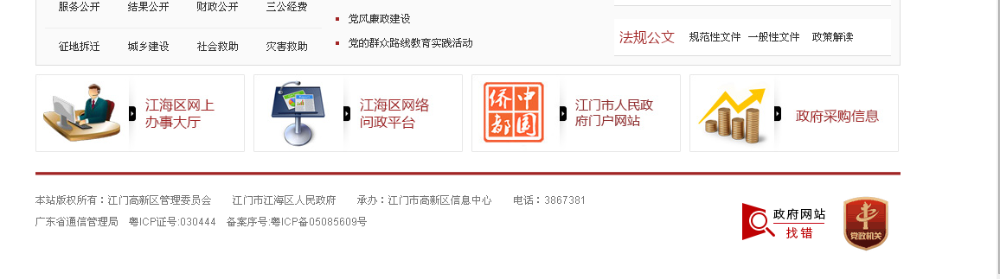 服务公开 结果公开 财政公开 三公经费
党风廉政建设
党的群众路线教育实践活动
法规公文 规范性文件 一般性文件 政策解读
征地拆迁 城乡建设 社会救助 灾害救助
江海区网上
办事大厅
江海区网络
问政平台
中国
侨都
江门市人民政
府门户网站
政府采购信息
本站版权所有：江门高新区管理委员会 江门市江海区人民政府 承办：江门市高新区信息中心 电话：3867381
广东省通信管理局 粤ICP证号:030444 备案序号:粤ICP备05085609号
政府网站
找错
党政机关